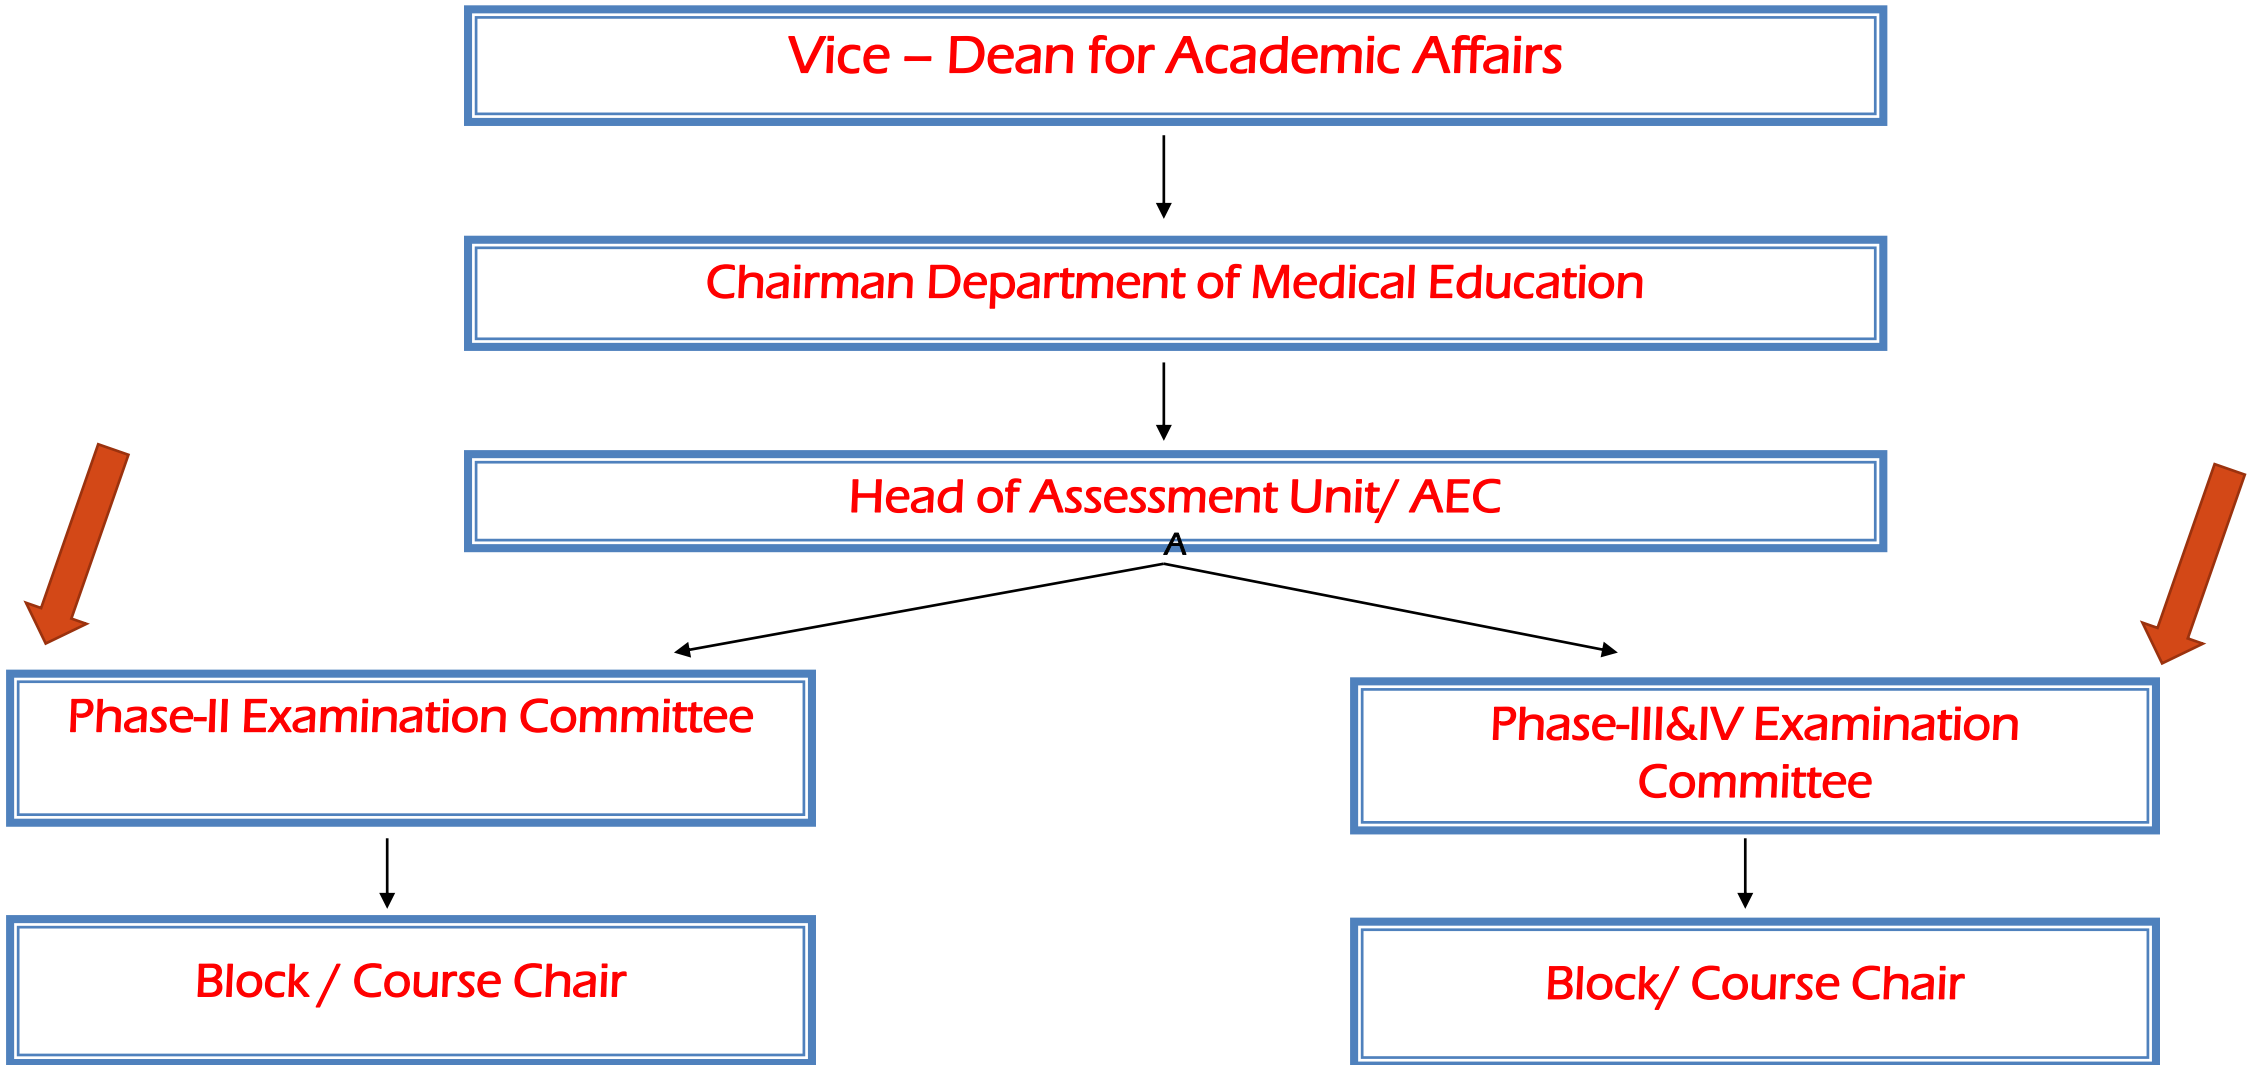 Vice – Dean for Academic Affairs
Chairman Department of Medical Education
Head of Assessment Unit/ AEC
A
Phase-II Examination Committee
Phase-III&IV Examination
Committee
Block / Course Chair
Block/ Course Chair